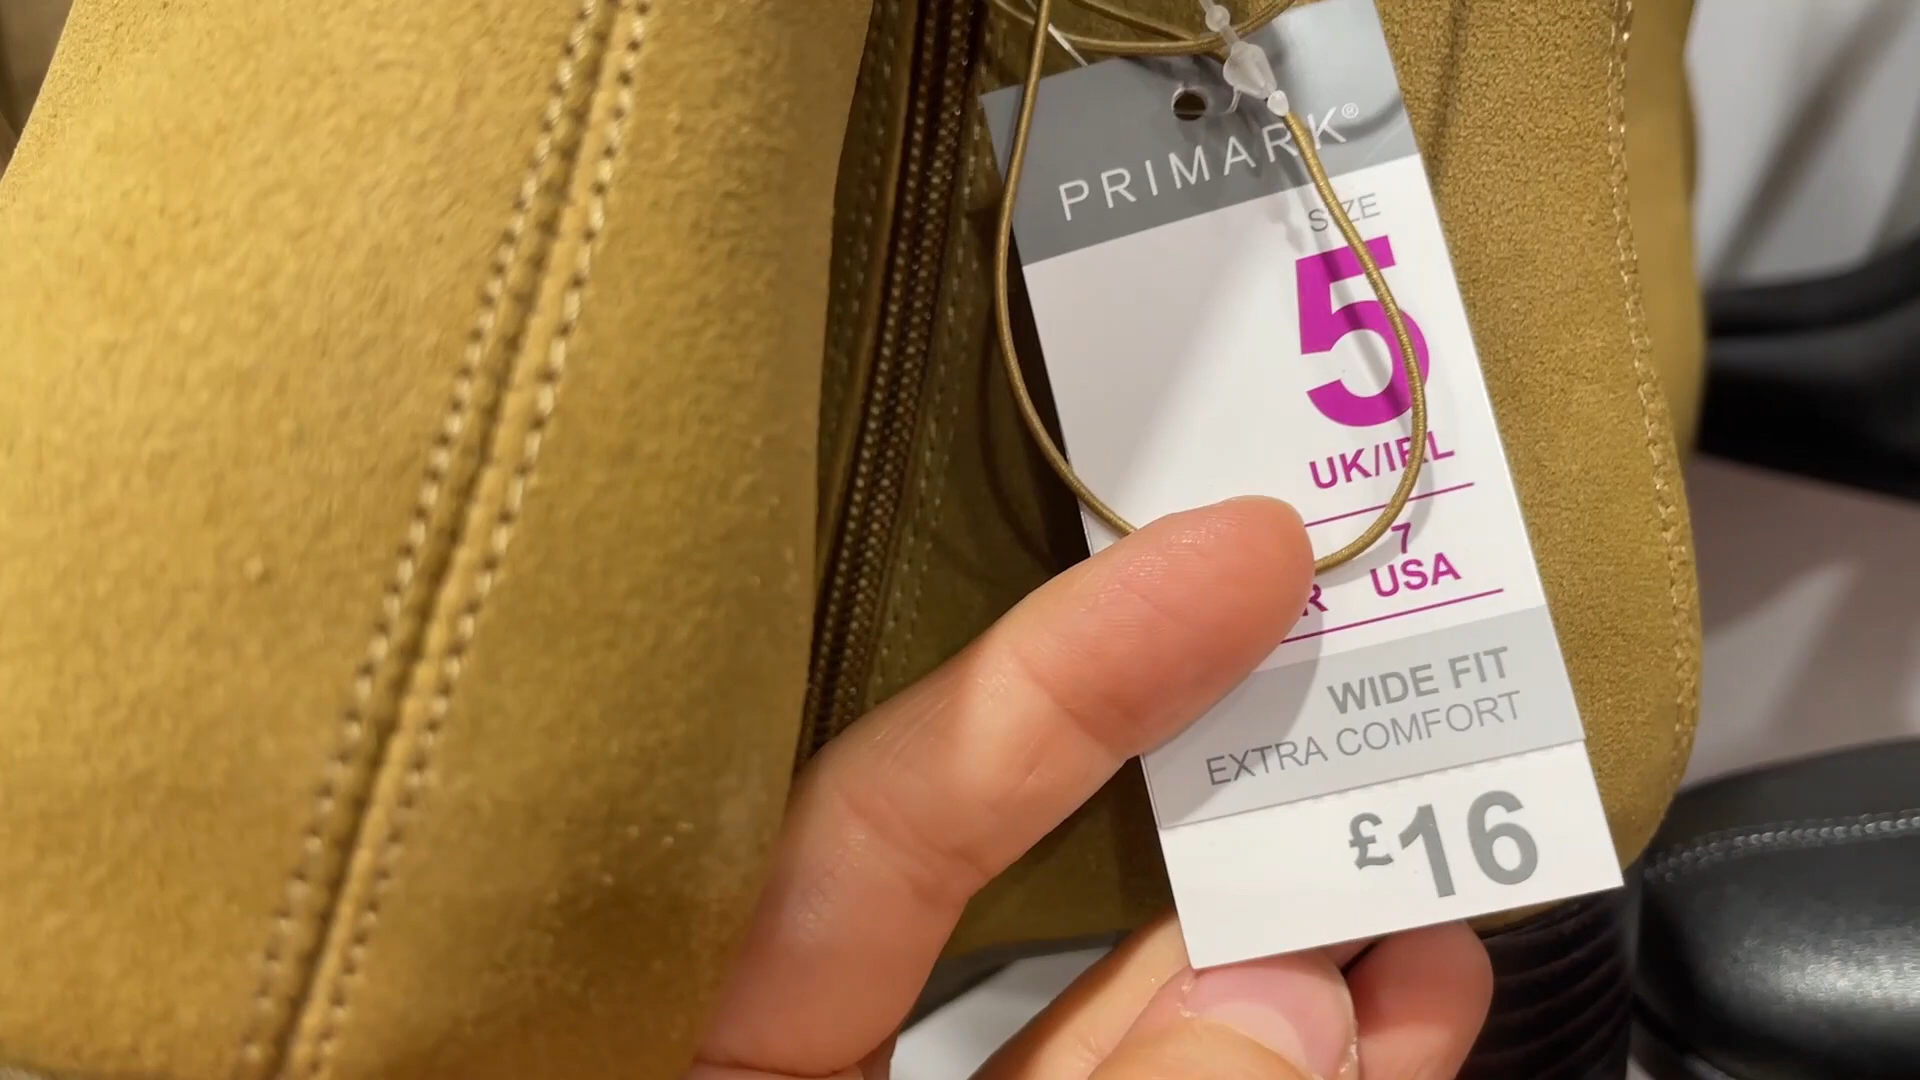 PRIMARK®
SIZE
5
UK/IRL
7
USA
WIDE FIT
EXTRA COMFORT
£16